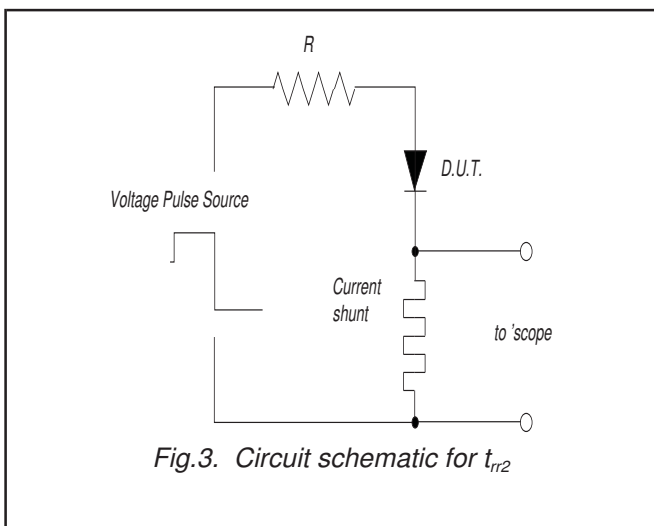 R
D.U.T.
Voltage Pulse Source
Current
shunt
to 'scope
Fig.3. Circuit schematic for trr2